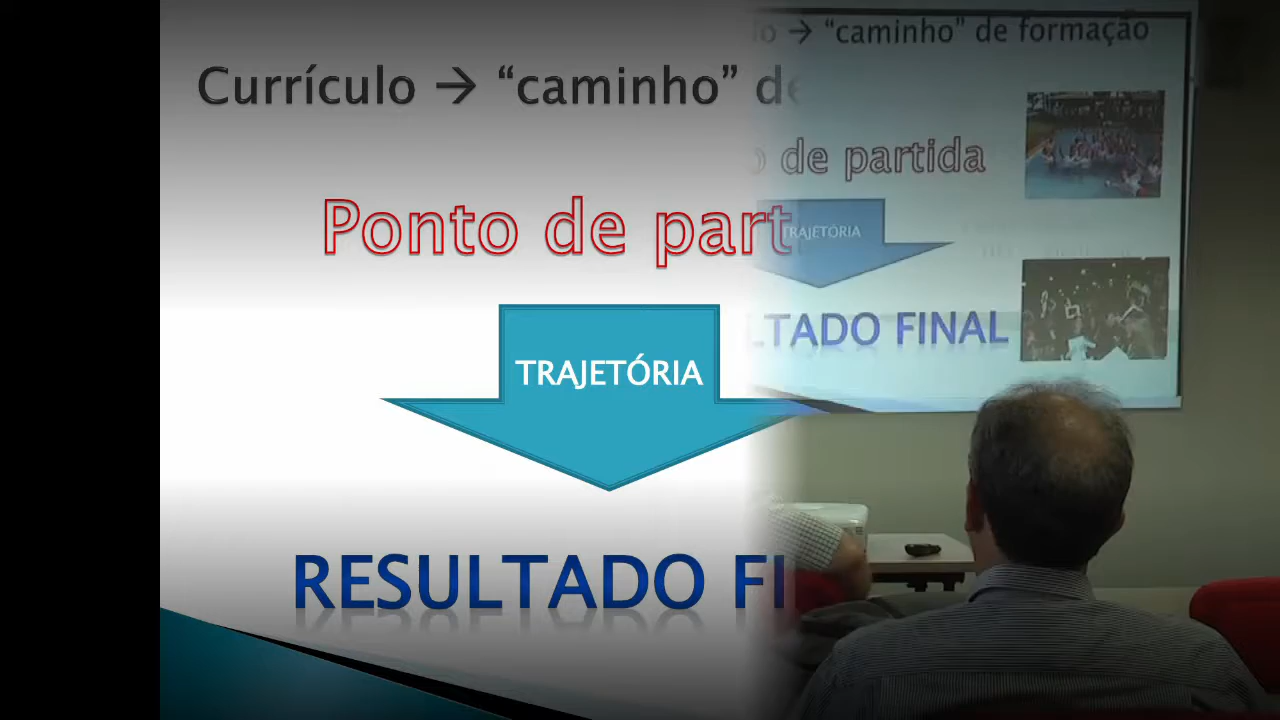 Currículo → “caminho” de
Ponto de part
TRAJETÓRIA
RESULTADO FI
“caminho” de formação
de partida
TRAJETÓRIA
LTADO FINAL